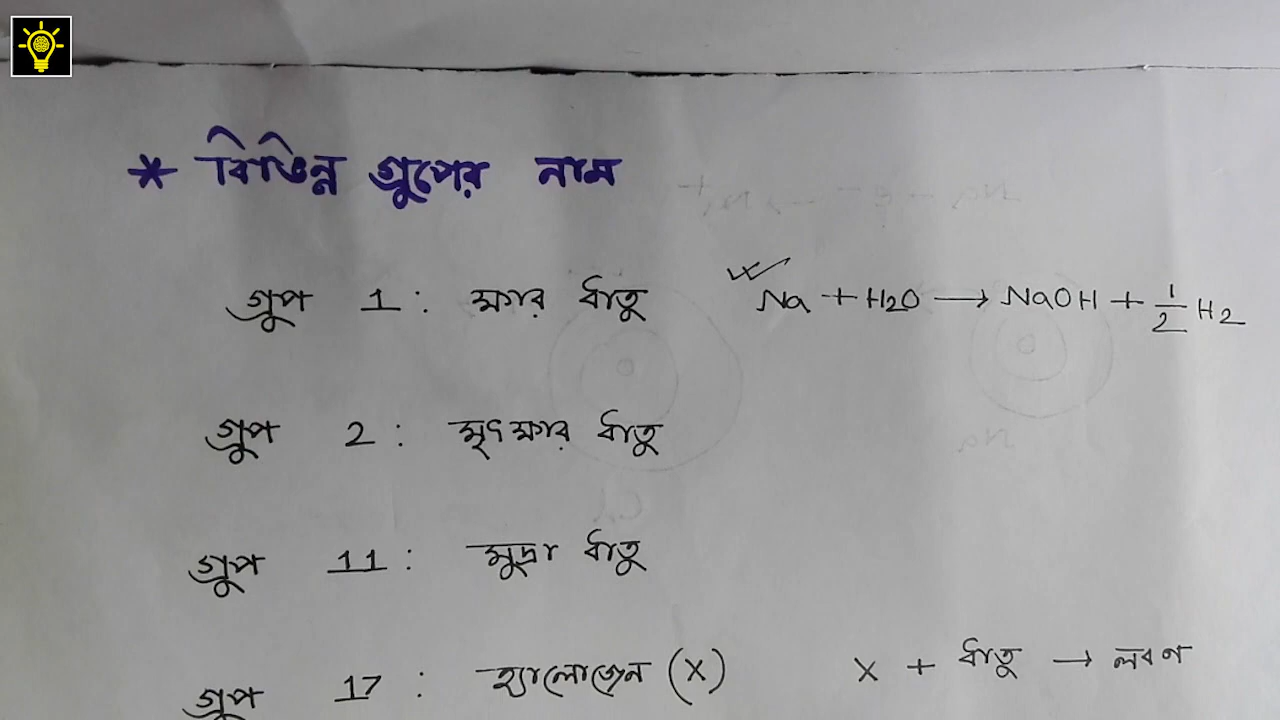 * বিভিন্ন গ্রুপের নাম
গ্রুপ 1 : ক্ষার ধাতু Na + H2O → NaOH + 1/2 H2
গ্রুপ 2 : মৃৎক্ষার ধাতু
গ্রুপ 11 : মুদ্রা ধাতু
গ্রুপ 17 : হ্যালোজেন (X) X + ধাতু → লবণ